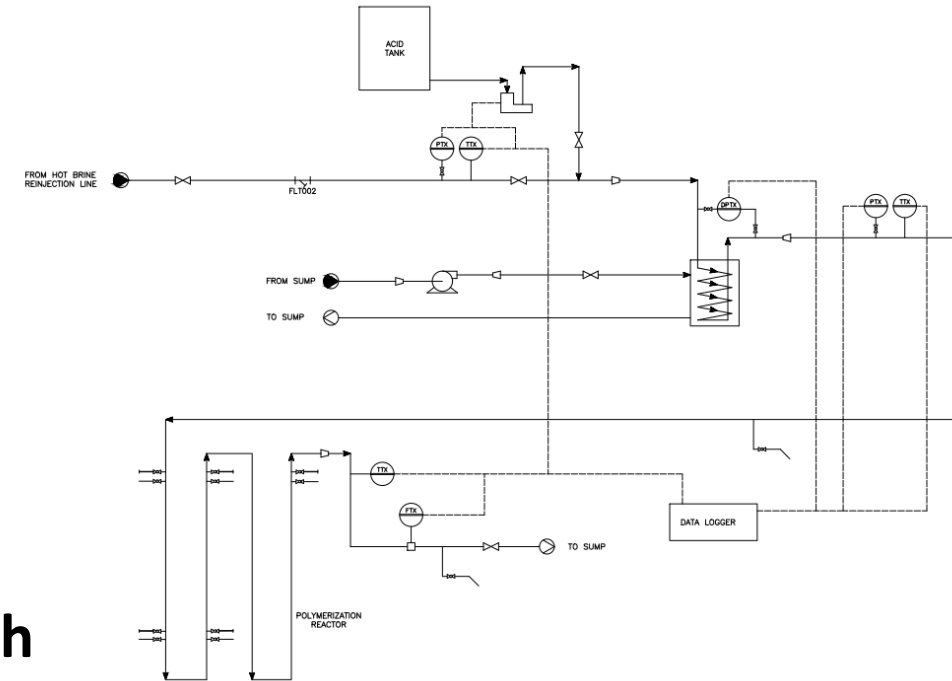 ACID
TANK
PTX
TTX
FROM HOT BRINE
REINJECTION LINE
FLT002
DPTX
PTX
TTX
FROM SUMP
TO SUMP
TTX
FTX
DATA LOGGER
TO SUMP
POLYMERIZATION
REACTOR
h